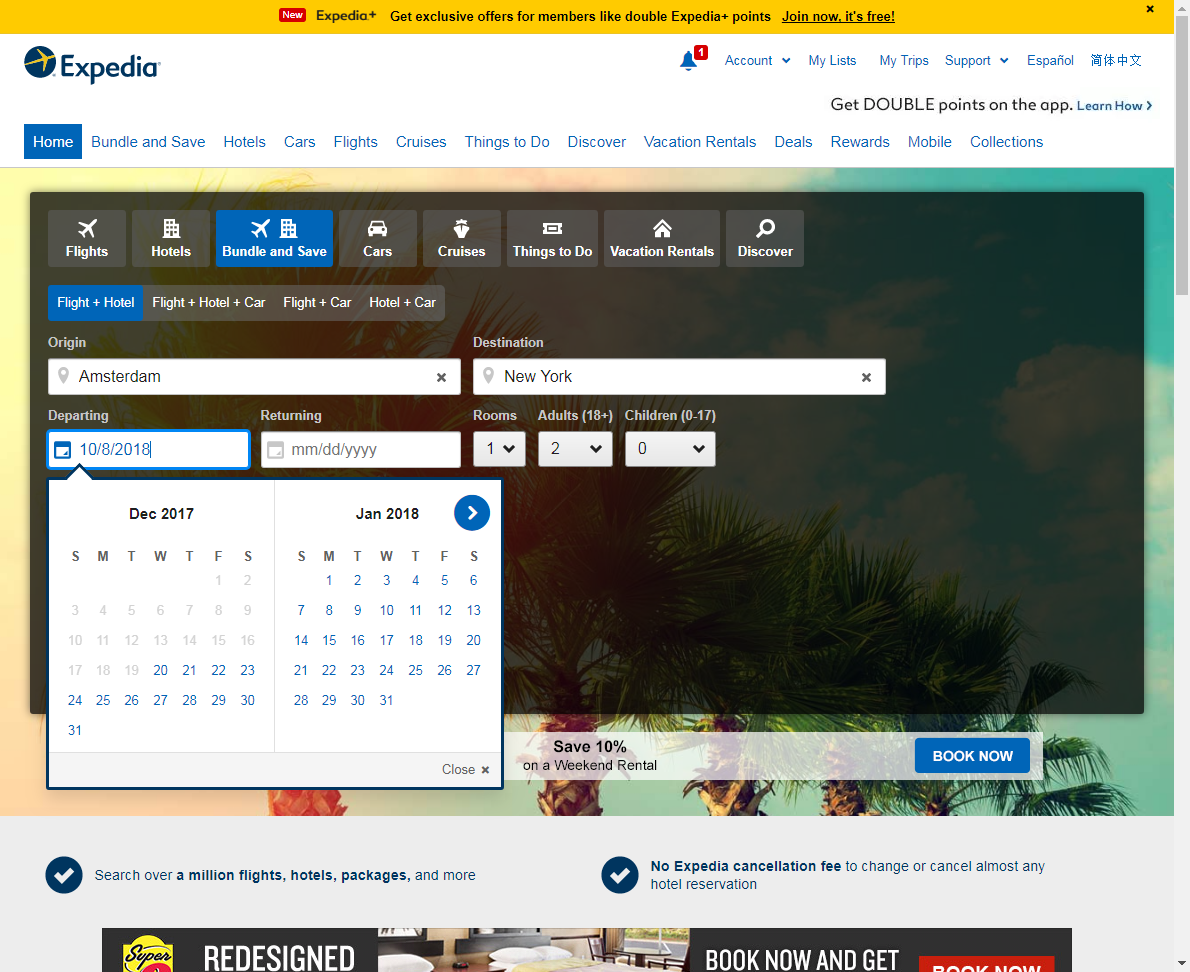 New Expedia+ Get exclusive offers for members like double Expedia+ points Join now, it's free!
Expedia
1 Account My Lists My Trips Support Español 简体中文
Get DOUBLE points on the app. Learn How
Home Bundle and Save Hotels Cars Flights Cruises Things to Do Discover Vacation Rentals Deals Rewards Mobile Collections
Flights Hotels Bundle and Save Cars Cruises Things to Do Vacation Rentals Discover
Flight + Hotel Flight + Hotel + Car Flight + Car Hotel + Car
Origin Destination
Amsterdam New York
Departing Returning Rooms Adults (18+) Children (0-17)
10/8/2018 mm/dd/yyyy 1 2 0
Dec 2017 Jan 2018
S M T W T F S S M T W T F S
1 2 1 2 3 4 5 6
3 4 5 6 7 8 9 7 8 9 10 11 12 13
10 11 12 13 14 15 16 14 15 16 17 18 19 20
17 18 19 20 21 22 23 21 22 23 24 25 26 27
24 25 26 27 28 29 30 28 29 30 31
31
Close
Save 10%
on a Weekend Rental
BOOK NOW
Search over a million flights, hotels, packages, and more
No Expedia cancellation fee to change or cancel almost any
hotel reservation
Super
REDESIGNED
BOOK NOW AND GET
BOOK NOW